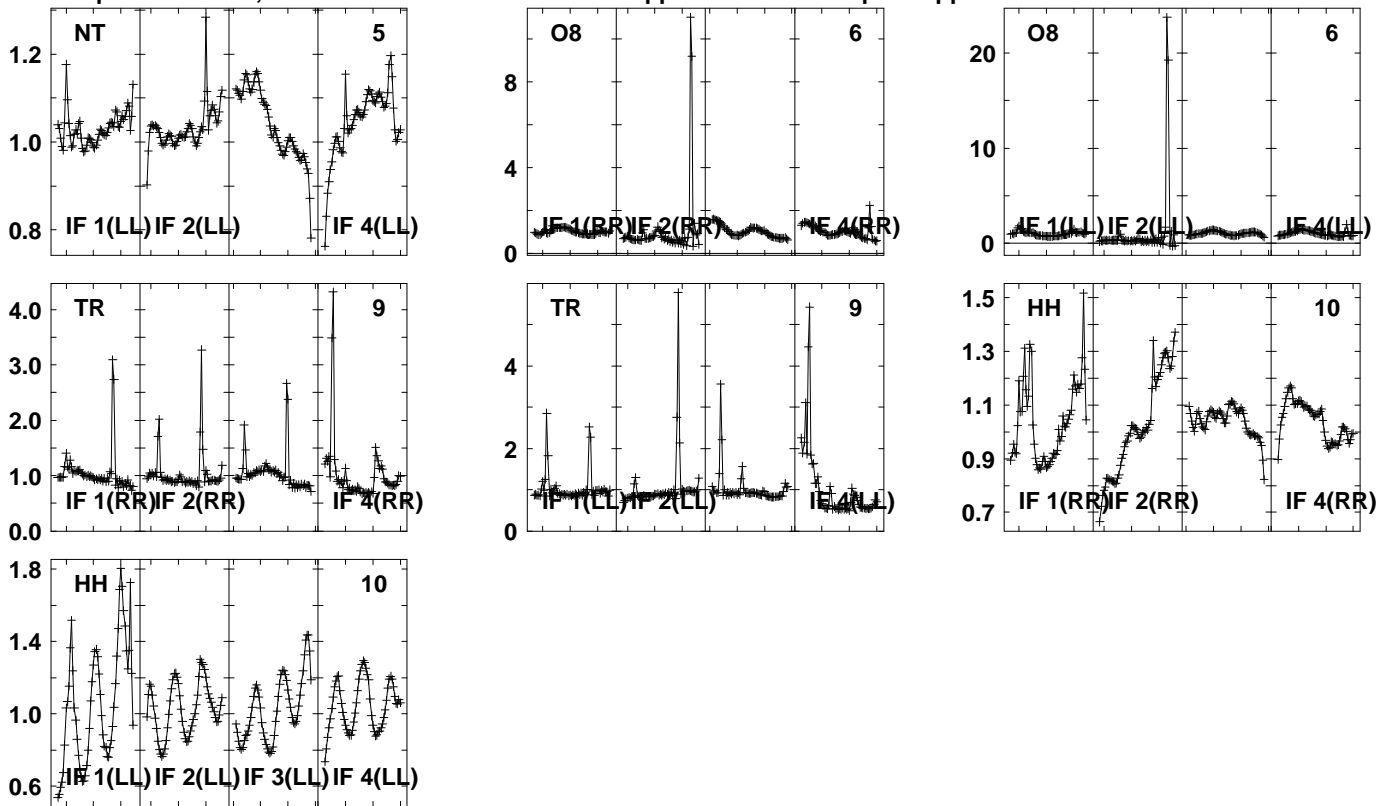 NT 5
1.2
1.0
0.8
IF 1(LL) IF 2(LL) IF 4(LL)
O8 6
8
4
0
IF 1(RR) IF 2(RR) IF 4(RR)
O8 6
20
10
0
IF 1(LL) IF 2(LL) IF 4(LL)
TR 9
4.0
3.0
2.0
1.0
0.0
IF 1(RR) IF 2(RR) IF 4(RR)
TR 9
4
2
0
IF 1(LL) IF 2(LL) IF 4(LL)
HH 10
1.5
1.3
1.1
0.9
0.7
IF 1(RR) IF 2(RR) IF 4(RR)
HH 10
1.8
1.4
1.0
0.6
IF 1(LL) IF 2(LL) IF 3(LL) IF 4(LL)